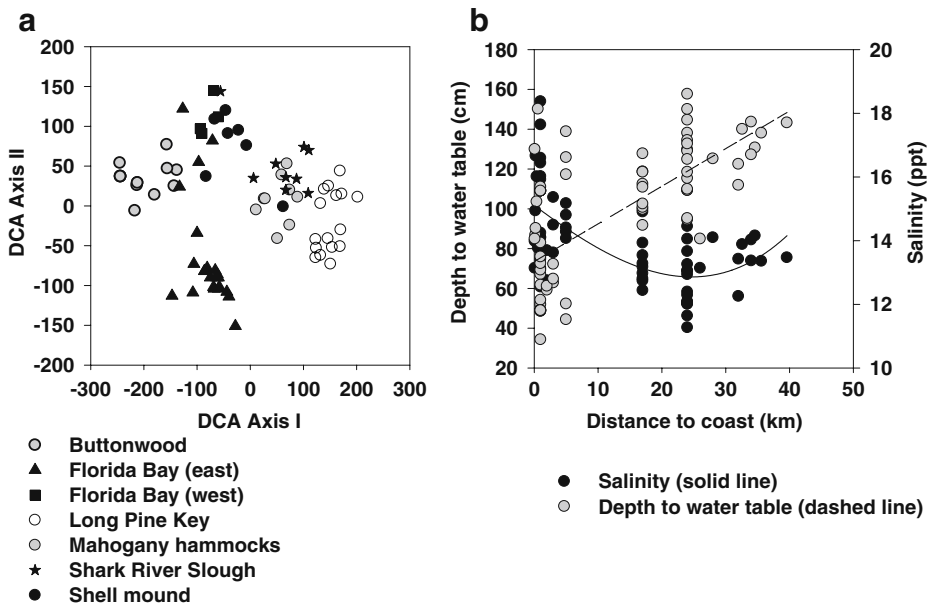 a
200
150
100
50
0
-50
-100
-150
-200
-300 -200 -100 0 100 200 300
DCA Axis II
DCA Axis I
Buttonwood
Florida Bay (east)
Florida Bay (west)
Long Pine Key
Mahogany hammocks
Shark River Slough
Shell mound
b
180
160
140
120
100
80
60
40
20
Depth to water table (cm)
20
18
16
14
12
10
Salinity (ppt)
0 10 20 30 40 50
Distance to coast (km)
Salinity (solid line)
Depth to water table (dashed line)